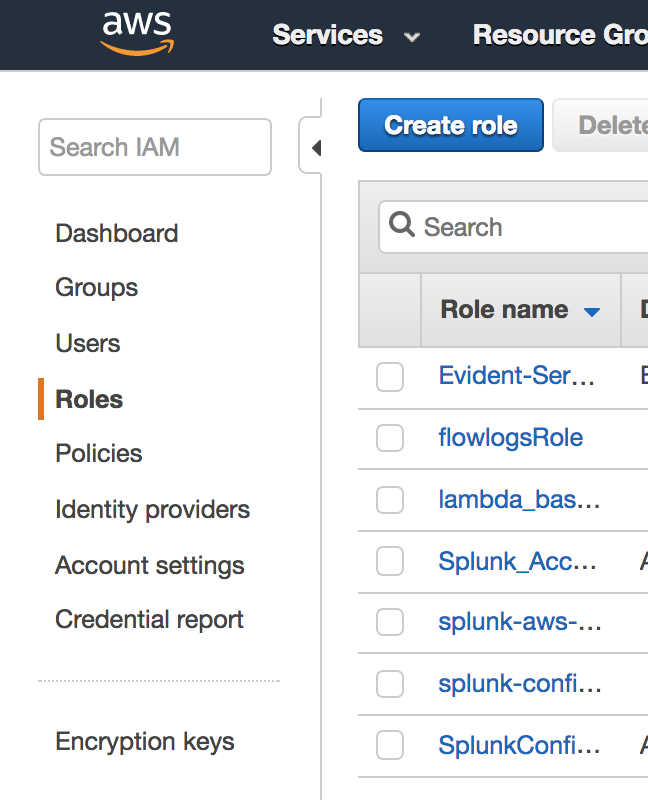 aws
Services
Resource Gro
Search IAM
Dashboard
Groups
Users
Roles
Policies
Identity providers
Account settings
Credential report
Encryption keys
Create role
Delete
Search
Role name
Evident-Ser...
flowlogsRole
lambda_bas...
Splunk_Acc...
splunk-aws-...
splunk-confi...
SplunkConfi...